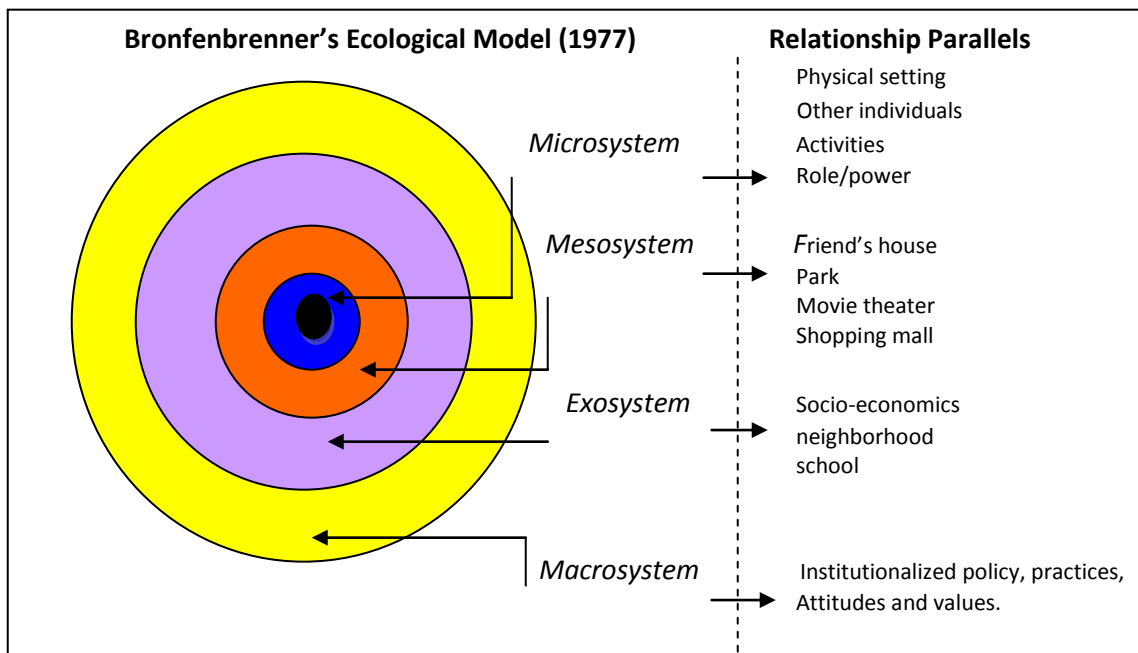 Bronfenbrenner’s Ecological Model (1977)
Relationship Parallels
Microsystem
Physical setting
Other individuals
Activities
Role/power
Mesosystem
Friend’s house
Park
Movie theater
Shopping mall
Exosystem
Socio-economics
neighborhood
school
Macrosystem
Institutionalized policy, practices,
Attitudes and values.